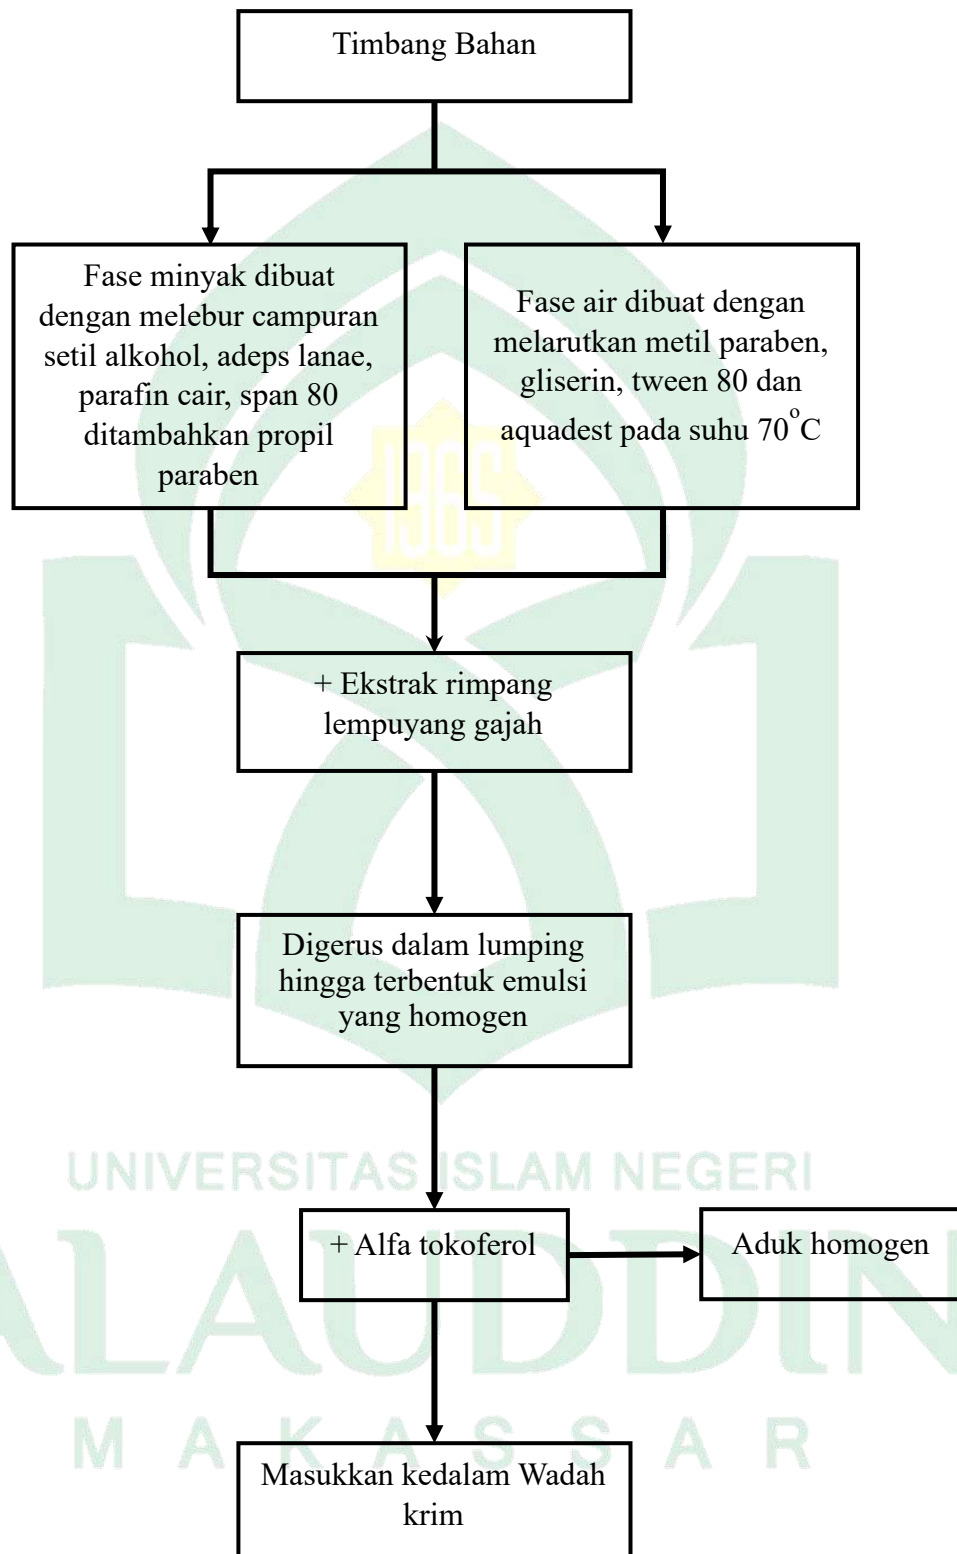 Timbang Bahan
Fase minyak dibuat
dengan melebur campuran
setil alkohol, adeps lanae,
parafin cair, span 80
ditambahkan propil
paraben
Fase air dibuat dengan
melarutkan metil paraben,
gliserin, tween 80 dan
aquadest pada suhu 70°C
1965
+ Ekstrak rimpang
lempuyang gajah
Digerus dalam lumping
hingga terbentuk emulsi
yang homogen
UNIVERSITAS ISLAM NEGERI
+ Alfa tokoferol
Aduk homogen
ALAUDDIN
MAKASSAR
Masukkan kedalam Wadah
krim